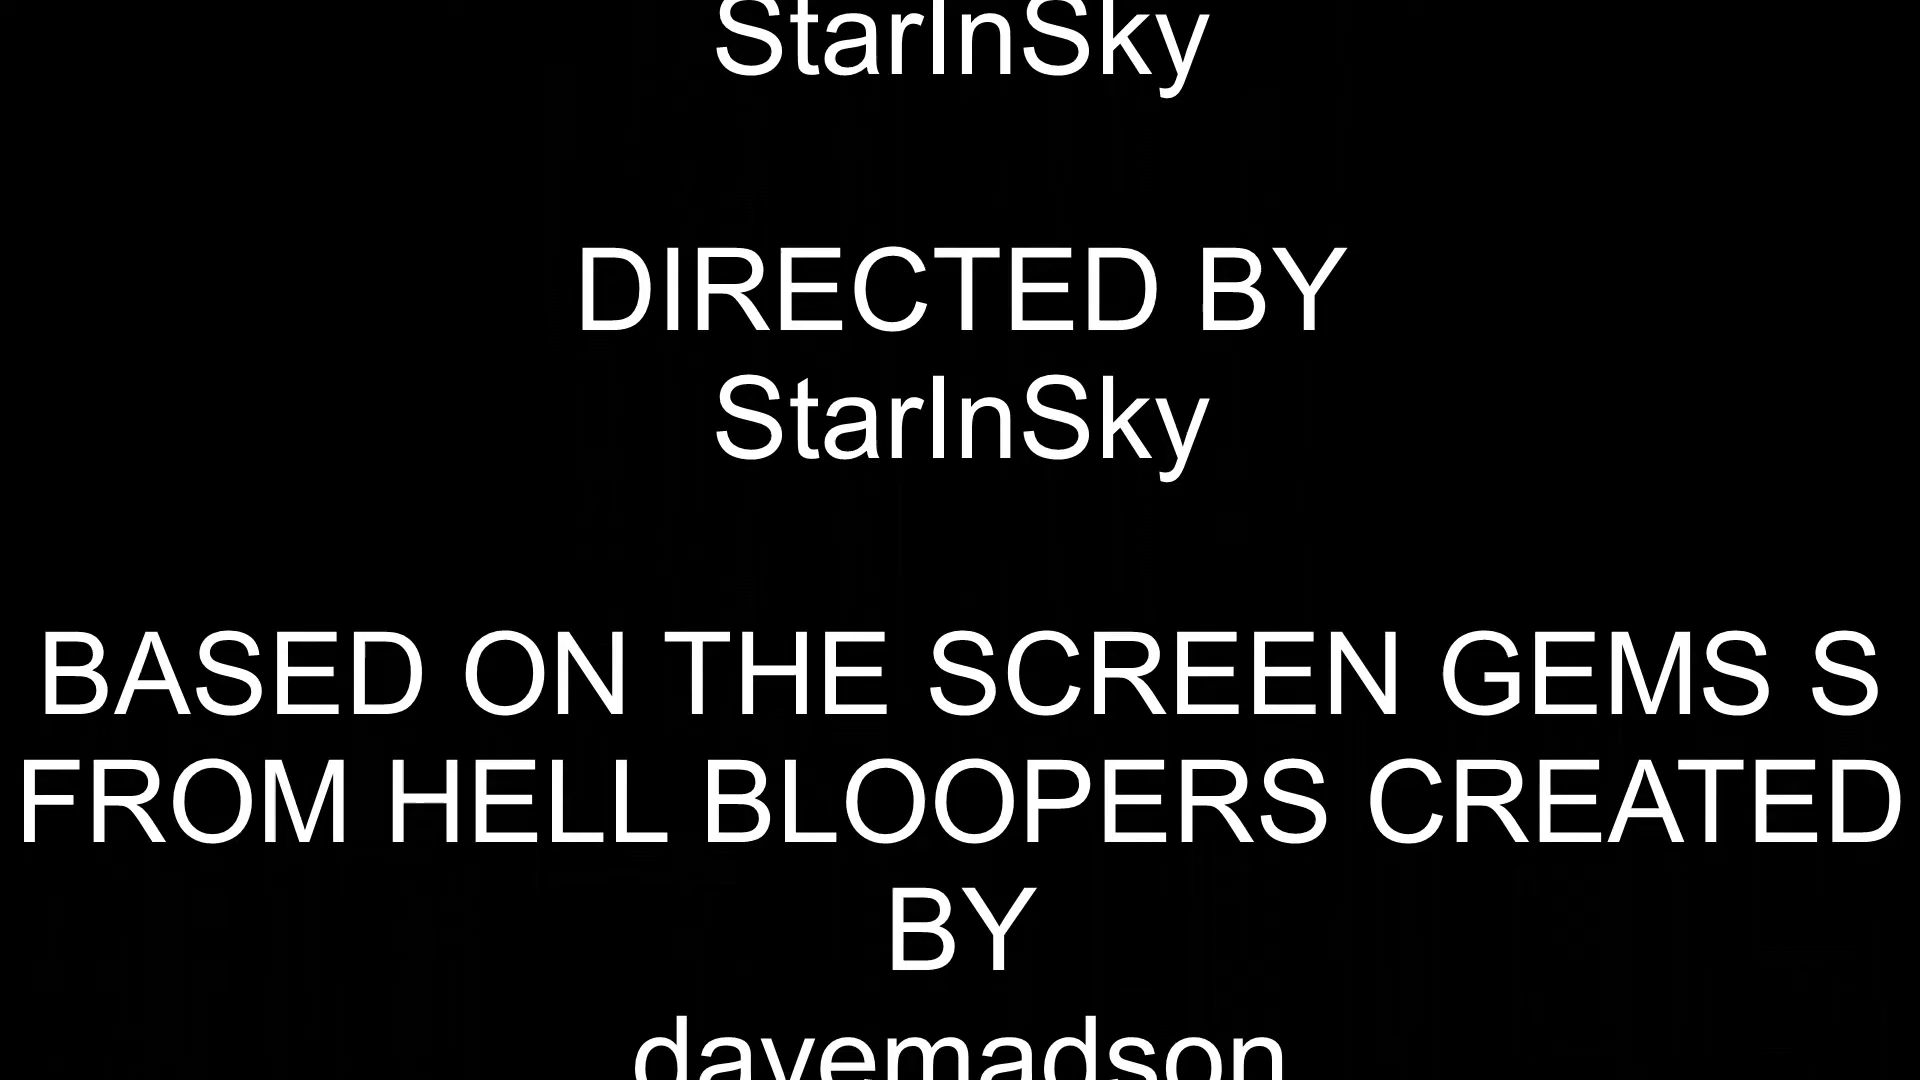 StarInSky
DIRECTED BY
StarInSky
BASED ON THE SCREEN GEMS S
FROM HELL BLOOPERS CREATED
BY
davemadson